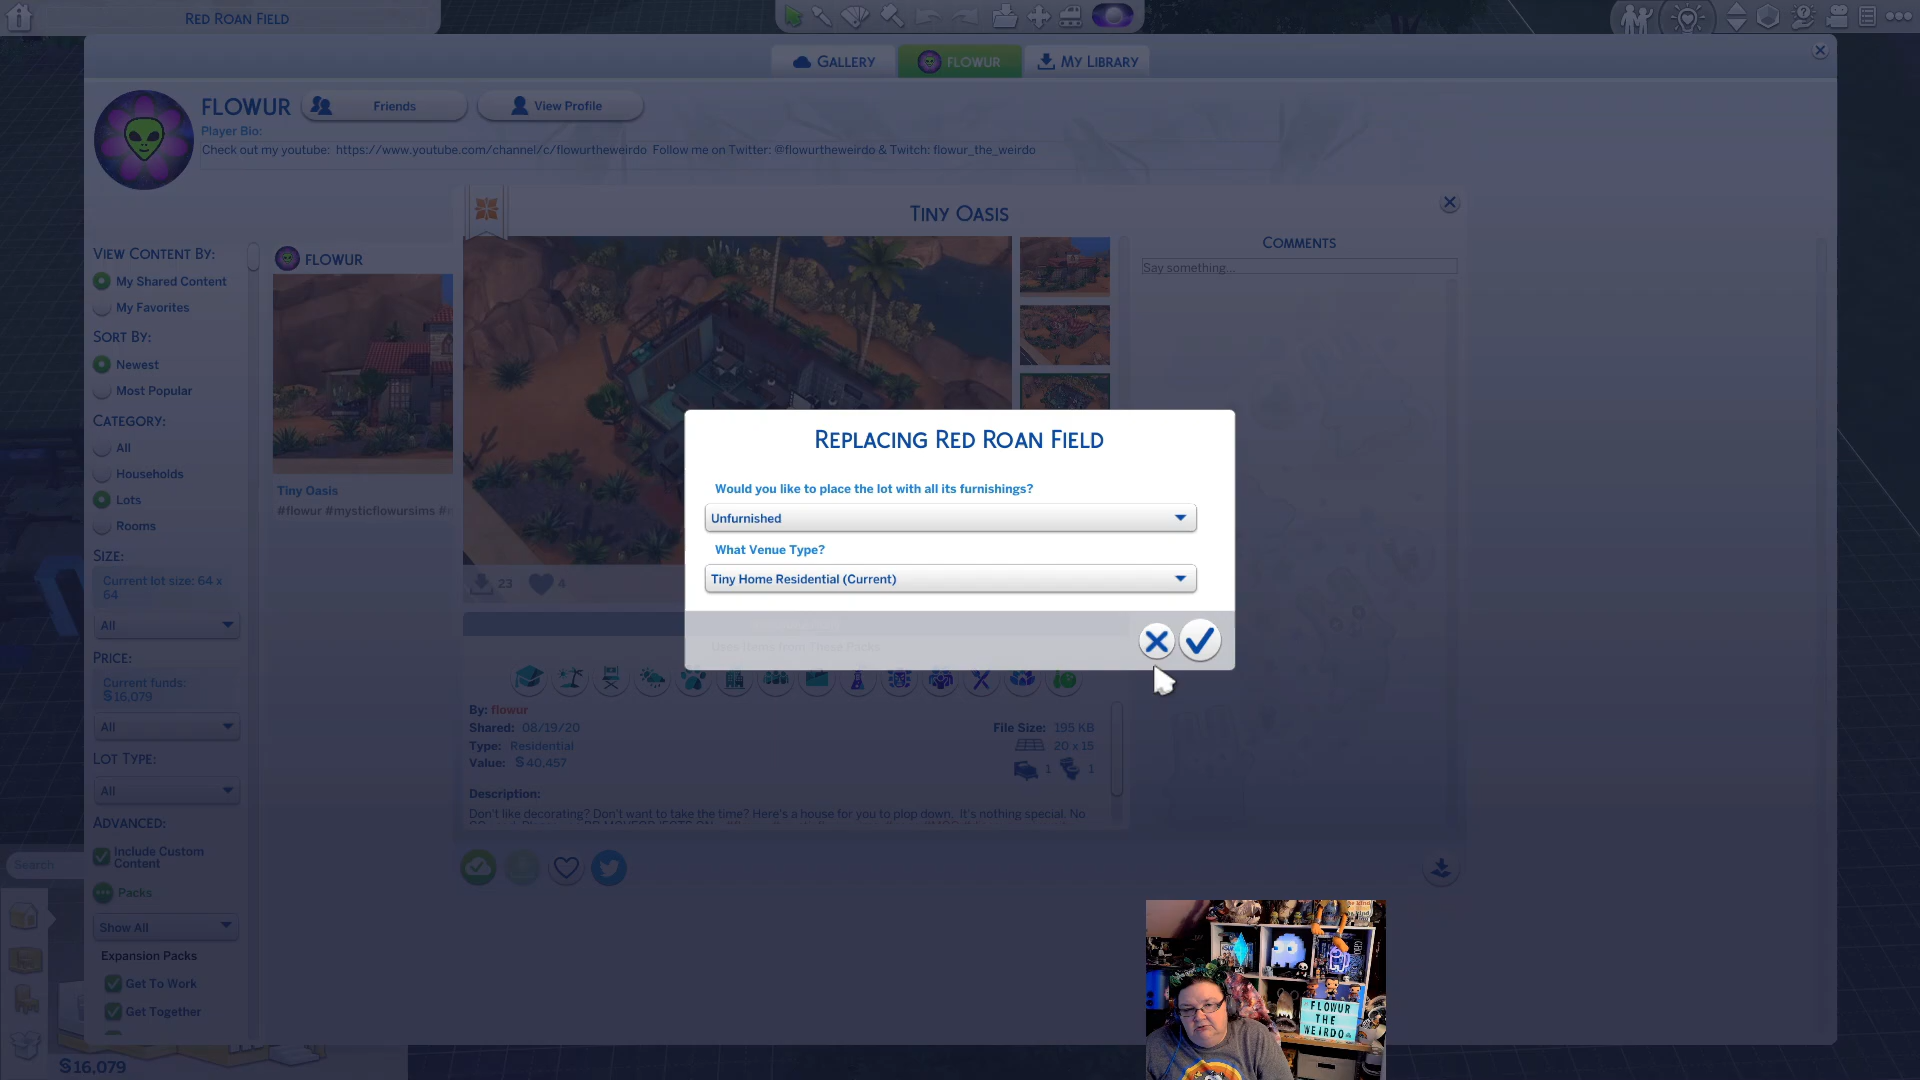 RED ROAN FIELD
GALLERY
FLOWUR
MY LIBRARY
FLOWUR
Friends
View Profile
Player Bio:
Check out my youtube: https://www.youtube.com/channel/c/flowurtheweirdo Follow me on Twitter: @flowurtheweirdo & Twitch: flowur_the_weirdo
TINY OASIS
COMMENTS
Say something...
VIEW CONTENT BY:
My Shared Content
My Favorites
SORT BY:
Newest
Most Popular
CATEGORY:
All
Households
Lots
Rooms
SIZE:
Current lot size: 64 x
64
All
PRICE:
Current funds:
$16,079
All
LOT TYPE:
All
ADVANCED:
Include Custom
Content
Packs
Show All
Expansion Packs
Get To Work
Get Together
FLOWUR
Tiny Oasis
#flowur #mysticflowursims
REPLACING RED ROAN FIELD
Would you like to place the lot with all its furnishings?
Unfurnished
What Venue Type?
Tiny Home Residential (Current)
23
4
Uses Items from These Packs
By: flowur
Shared: 08/19/20
Type: Residential
Value: $40,457
File Size: 195 KB
20 x 15
1
1
Description:
Don't like decorating? Don't want to take the time? Here's a house for you to plop down. It's nothing special. No
Search
$16,079
FLOWUR
THE
WEIRDO